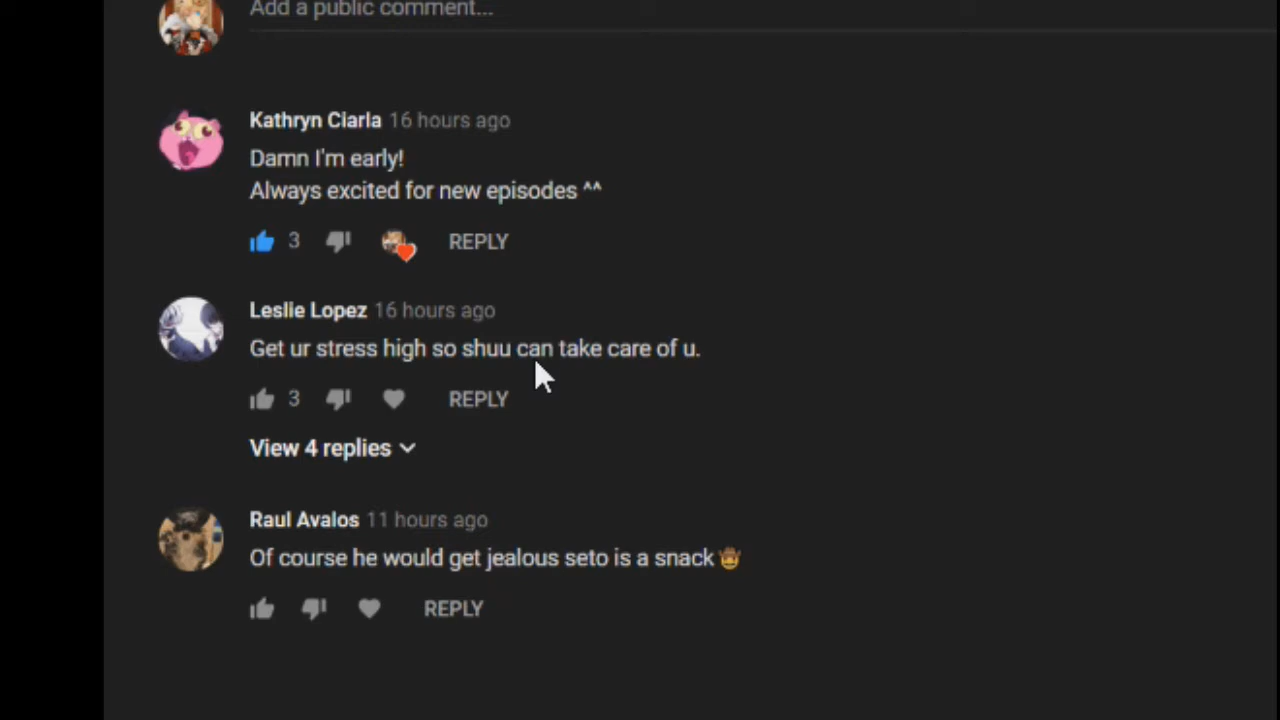 Add a public comment...
Kathryn Ciarla 16 hours ago
Damn I'm early!
Always excited for new episodes ^^
3 REPLY
Leslie Lopez 16 hours ago
Get ur stress high so shuu can take care of u.
3 REPLY
View 4 replies
Raul Avalos 11 hours ago
Of course he would get jealous seto is a snack🤠
REPLY